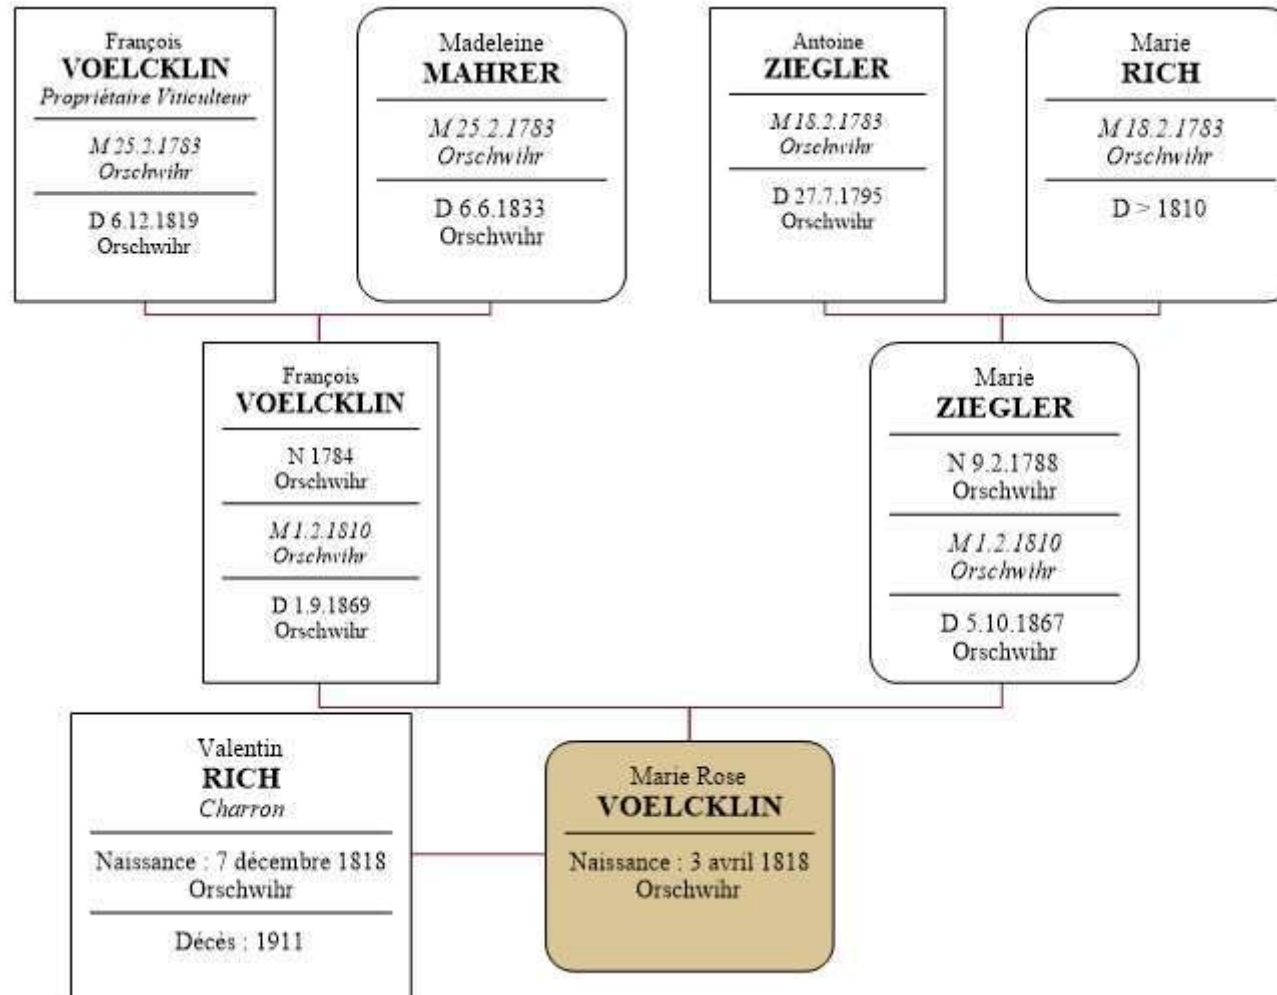 François
VOELCKLIN
Propriétaire Viticulteur
M 25.2.1783
Orschwihr
D 6.12.1819
Orschwihr
Madeleine
MAHRER
M 25.2.1783
Orschwihr
D 6.6.1833
Orschwihr
Antoine
ZIEGLER
M 18.2.1783
Orschwihr
D 27.7.1795
Orschwihr
Marie
RICH
M 18.2.1783
Orschwihr
D > 1810
François
VOELCKLIN
N 1784
Orschwihr
M 1.2.1810
Orschwihr
D 1.9.1869
Orschwihr
Marie
ZIEGLER
N 9.2.1788
Orschwihr
M 1.2.1810
Orschwihr
D 5.10.1867
Orschwihr
Valentin
RICH
Charron
Naissance : 7 décembre 1818
Orschwihr
Décès : 1911
Marie Rose
VOELCKLIN
Naissance : 3 avril 1818
Orschwihr